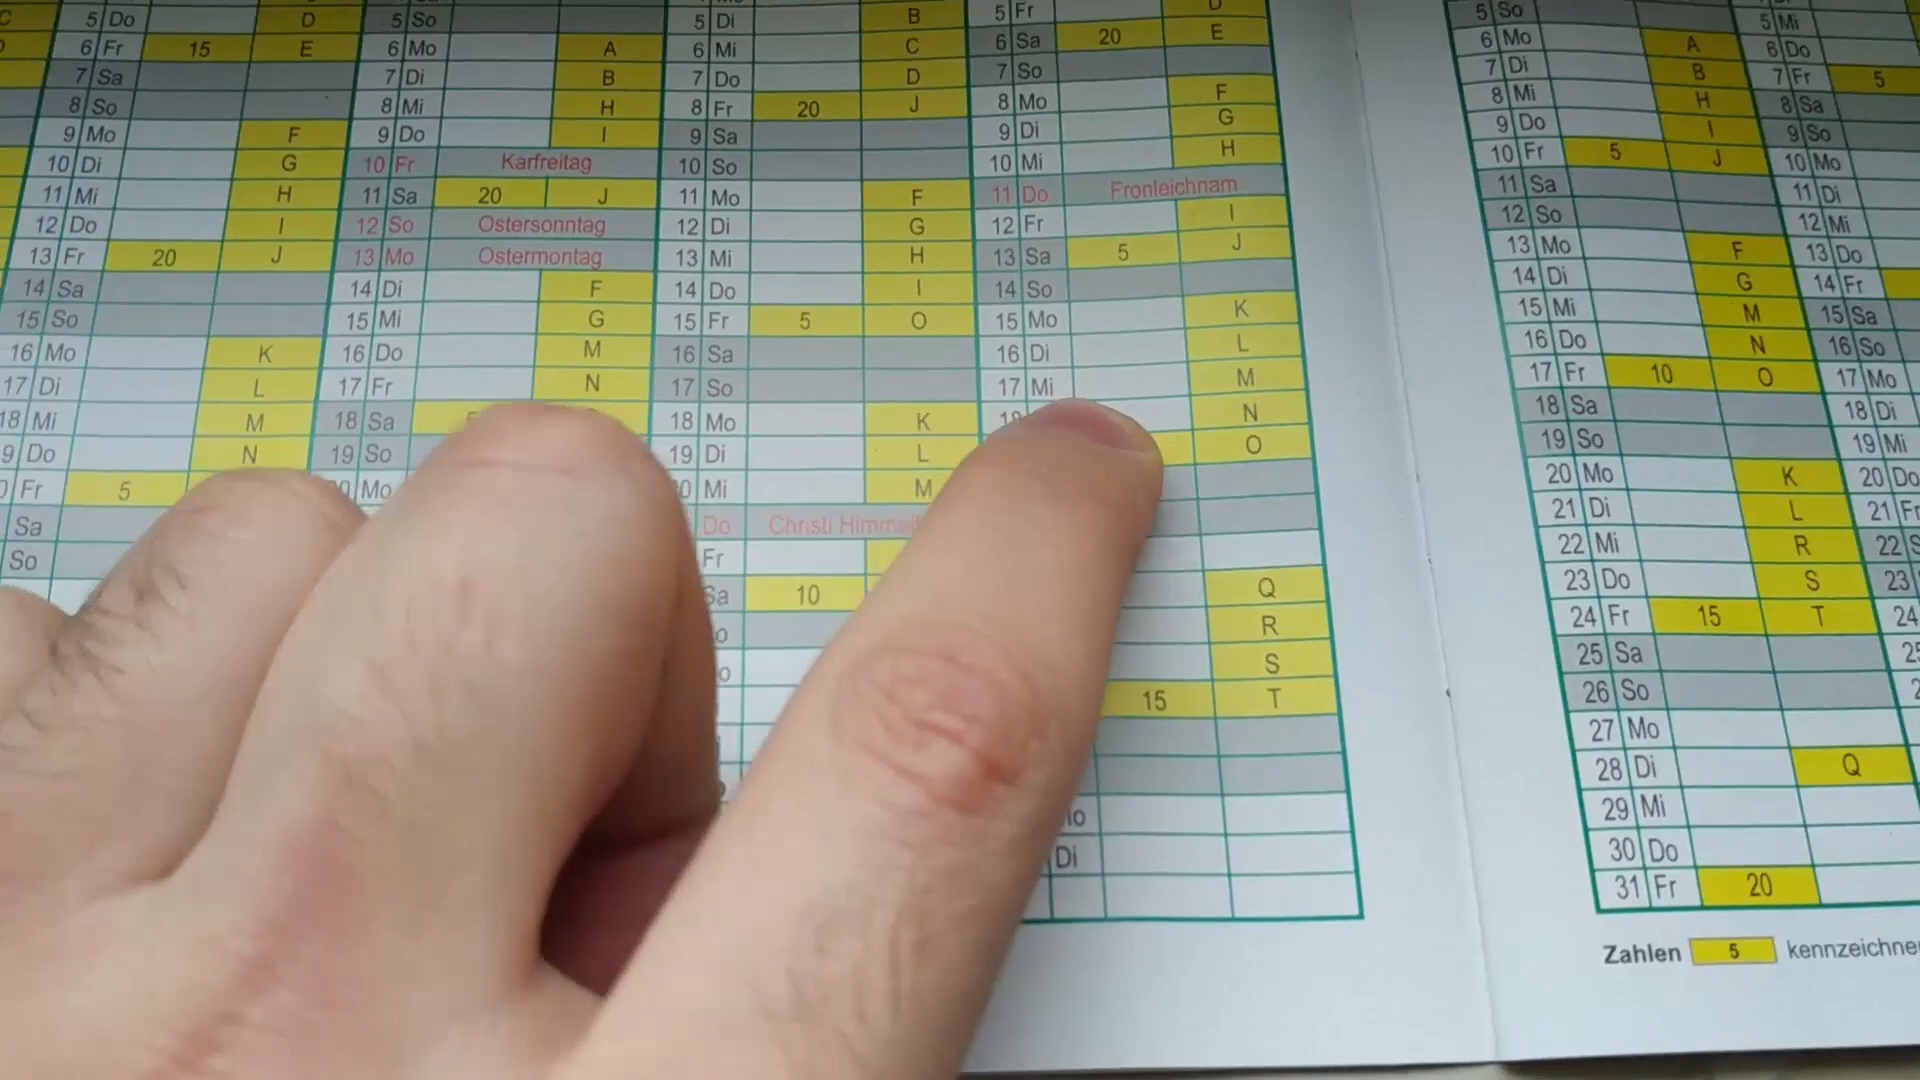 C 5 Do D 5 So 5 Di B 5 Fr D 5 So 5 Mi
6 Fr 15 E 6 Mo A 6 Mi C 6 Sa 20 E 6 Mo A 6 Do
7 Sa 7 Di B 7 Do D 7 So 7 Di B 7 Fr 5
8 So 8 Mi H 8 Fr 20 J 8 Mo F 8 Mi H 8 Sa
9 Mo F 9 Do I 9 Sa 9 Di G 9 Do I 9 So
10 Di G 10 Fr Karfreitag 10 So 10 Mi H 10 Fr 5 J 10 Mo
11 Mi H 11 Sa 20 J 11 Mo F 11 Do Fronleichnam 11 Sa 11 Di
12 Do I 12 So Ostersonntag 12 Di G 12 Fr I 12 So 12 Mi
13 Fr 20 J 13 Mo Ostermontag 13 Mi H 13 Sa 5 J 13 Mo F 13 Do
14 Sa 14 Di F 14 Do I 14 So 14 Di G 14 Fr
15 So 15 Mi G 15 Fr 5 O 15 Mo K 15 Mi M 15 Sa
16 Mo K 16 Do M 16 Sa 16 Di L 16 Do N 16 So
17 Di L 17 Fr N 17 So 17 Mi M 17 Fr 10 O 17 Mo
18 Mi M 18 Sa 18 Mo K N 18 Sa 18 Di
9 Do N 19 So 19 Di L O 19 So 19 Mi
Fr 5 Mo Mi M 20 Mo K 20 Do
Sa Do Christi 21 Di L 21 Fr
So Fr 22 Mi R 22
Sa 10 Q 23 Do S 23
R 24 Fr 15 T 24
S 25 Sa
15 T 26 So
27 Mo
28 Di Q
29 Mi
Di 30 Do
31 Fr 20
Zahlen 5